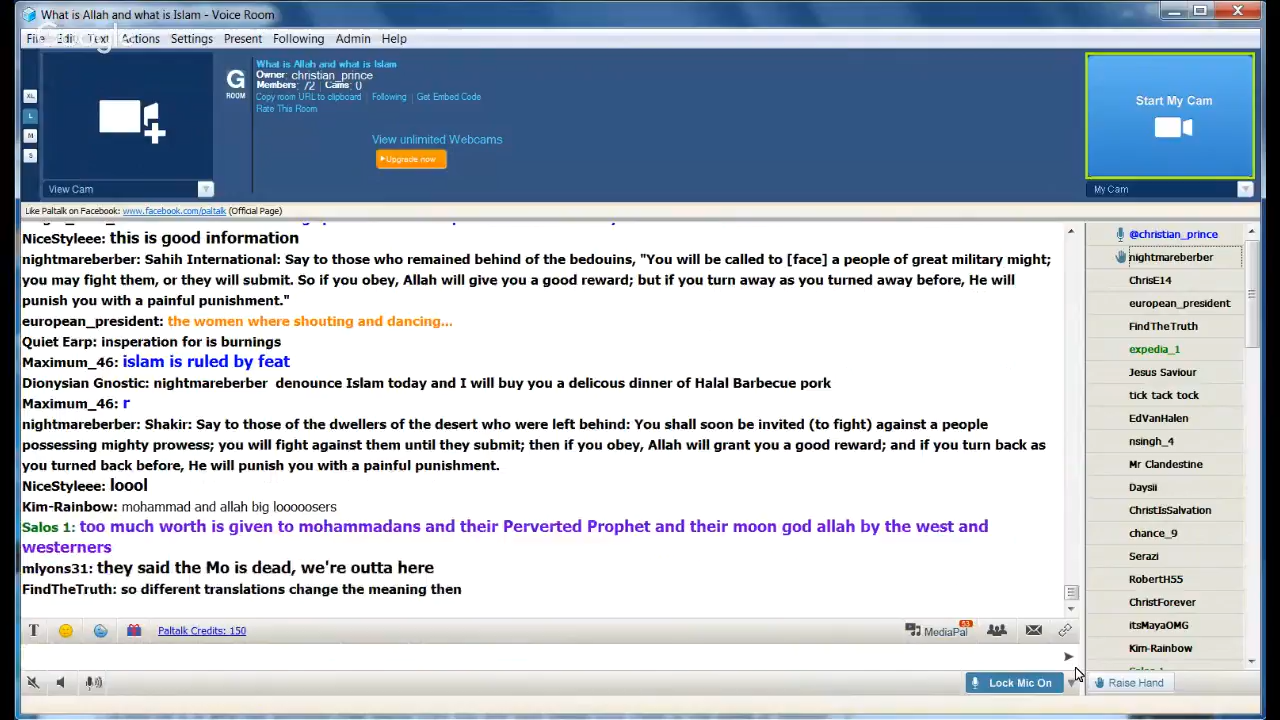 What is Allah and what is Islam - Voice Room
Google
File Edit Text Actions Settings Present Following Admin Help
What is Allah and what is Islam
Owner: christian_prince
Members: 72 | Cams: 0
Copy room URL to clipboard | Following | Get Embed Code
Rate This Room
G
ROOM
XL
L
M
S
View unlimited Webcams
Upgrade now
Start My Cam
View Cam
My Cam
Like Paltalk on Facebook: www.facebook.com/paltalk (Official Page)
NiceStyleee: this is good information
nightmareberber: Sahih International: Say to those who remained behind of the bedouins, "You will be called to [face] a people of great military might;
you may fight them, or they will submit. So if you obey, Allah will give you a good reward; but if you turn away as you turned away before, He will
punish you with a painful punishment."
european_president: the women where shouting and dancing...
Quiet Earp: insperation for is burnings
Maximum_46: islam is ruled by feat
Dionysian Gnostic: nightmareberber denounce Islam today and I will buy you a delicous dinner of Halal Barbecue pork
Maximum_46: r
nightmareberber: Shakir: Say to those of the dwellers of the desert who were left behind: You shall soon be invited (to fight) against a people
possessing mighty prowess; you will fight against them until they submit; then if you obey, Allah will grant you a good reward; and if you turn back as
you turned back before, He will punish you with a painful punishment.
NiceStyleee: loool
Kim-Rainbow: mohammad and allah big looooosers
Salos 1: too much worth is given to mohammadans and their Perverted Prophet and their moon god allah by the west and
westerners
mlyons31: they said the Mo is dead, we're outta here
FindTheTruth: so different translations change the meaning then
@christian_prince
nightmareberber
ChrisE14
european_president
FindTheTruth
expedia_1
Jesus Saviour
tick tack tock
EdVanHalen
nsingh_4
Mr Clandestine
Daysii
ChristIsSalvation
chance_9
Serazi
RobertH55
ChristForever
itsMayaOMG
Kim-Rainbow
Salos 1
T
Paltalk Credits: 150
MediaPal
53
Lock Mic On
Raise Hand